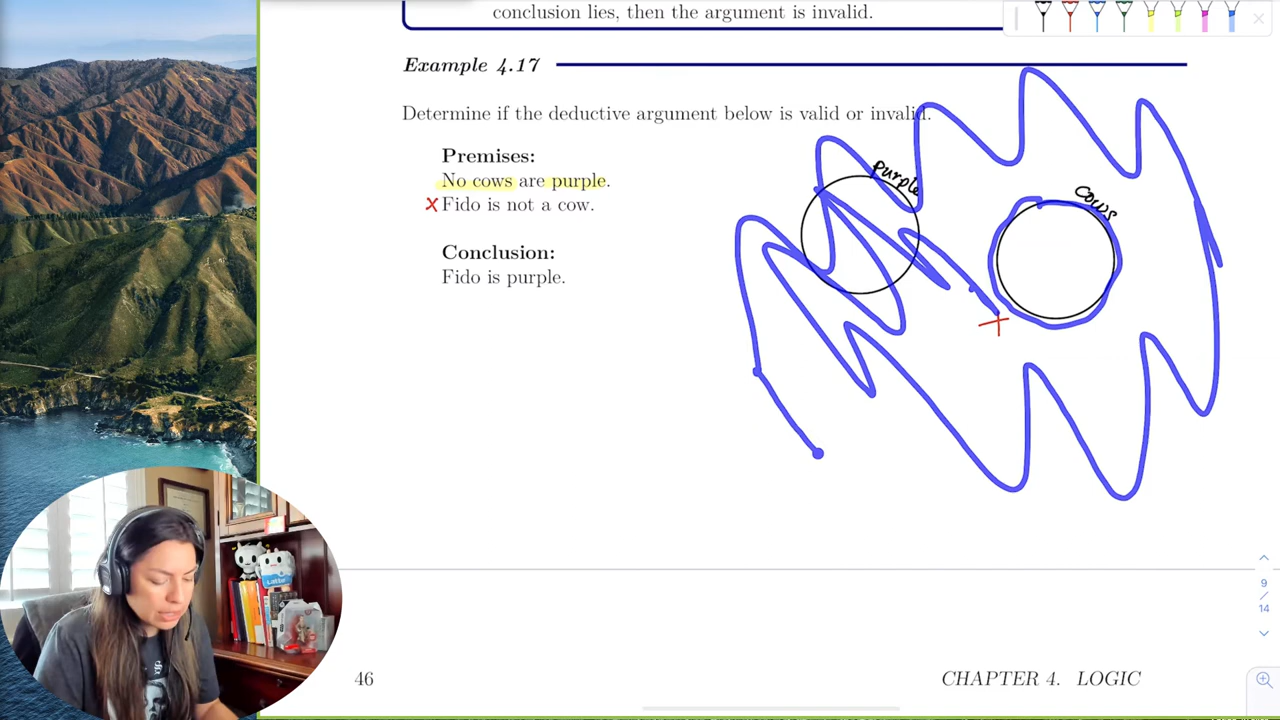 conclusion lies, then the argument is invalid.
Example 4.17
Determine if the deductive argument below is valid or invalid.
Premises:
No cows are purple.
x Fido is not a cow.
Conclusion:
Fido is purple.
purple
cows
9
/
14
46
CHAPTER 4. LOGIC